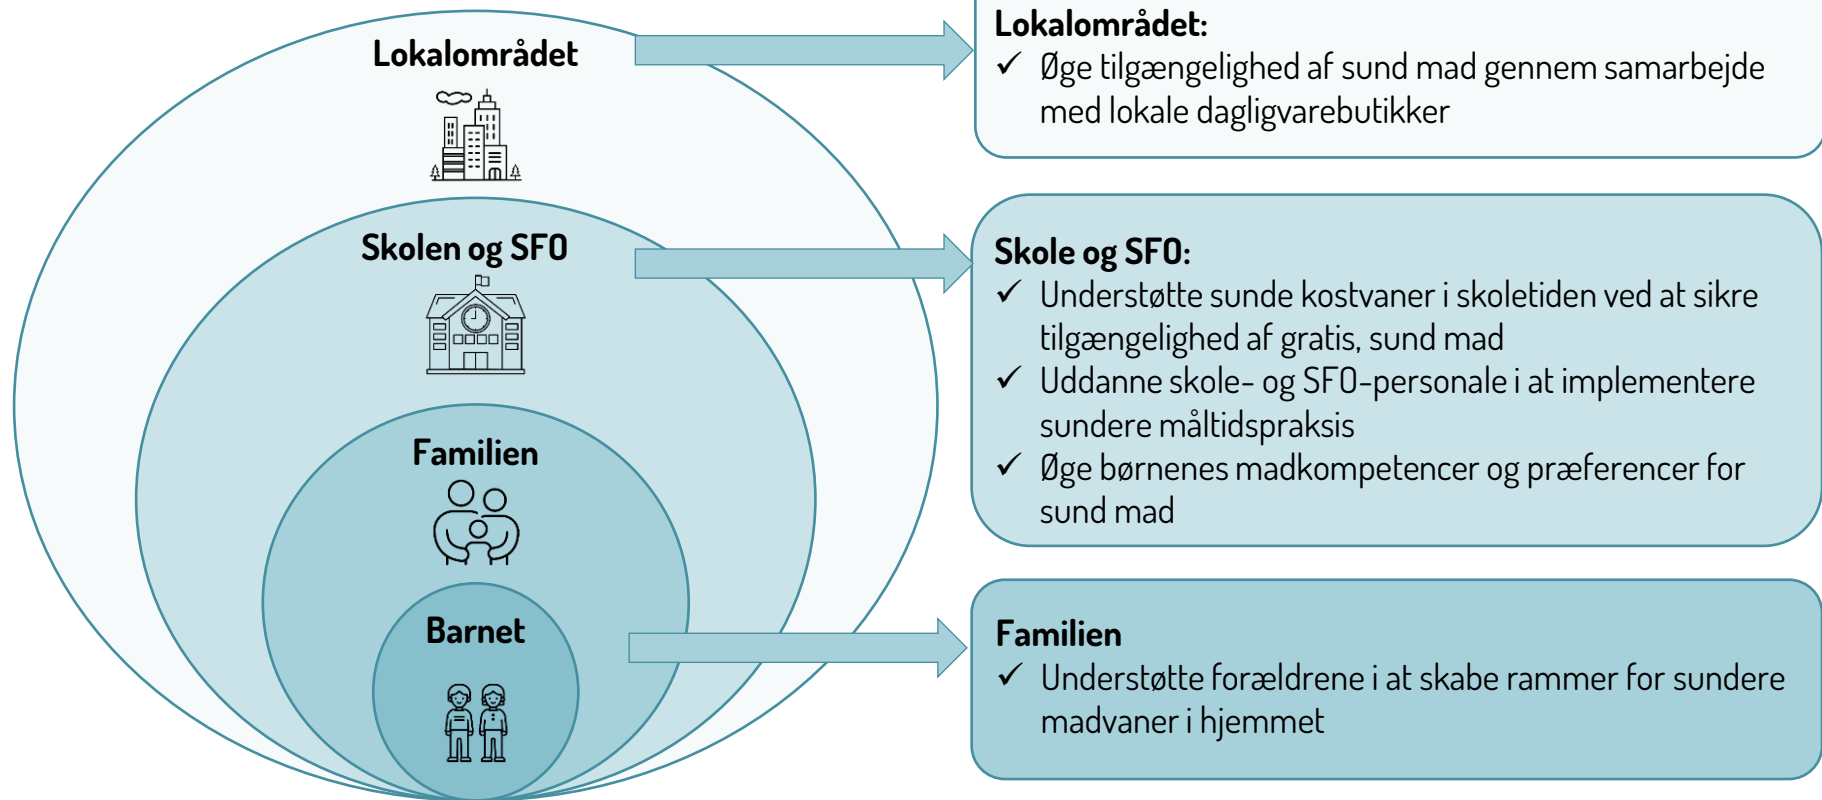 Lokalområdet
Skolen og SFO
Familien
Barnet
Lokalområdet:
✓ Øge tilgængelighed af sund mad gennem samarbejde
med lokale dagligvarebutikker
Skole og SFO:
✓ Understøtte sunde kostvaner i skoletiden ved at sikre
tilgængelighed af gratis, sund mad
✓ Uddanne skole- og SFO-personale i at implementere
sundere måltidspraksis
✓ Øge børnenes madkompetencer og præferencer for
sund mad
Familien
✓ Understøtte forældrene i at skabe rammer for sundere
madvaner i hjemmet